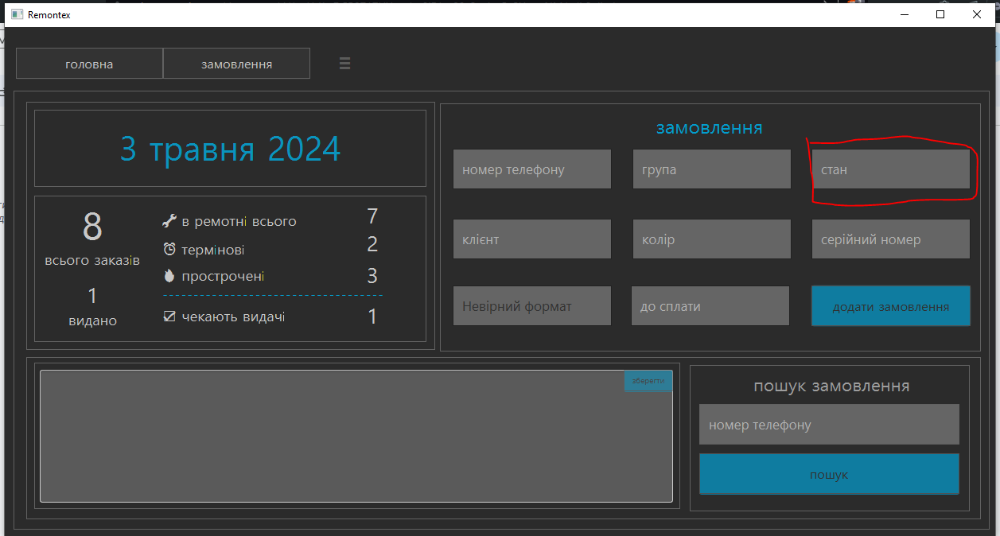 Remontex
головна
замовлення
3 травня 2024
8
всього заказів
1
видано
в ремотні всього 7
термінові 2
прострочені 3
чекають видачі 1
замовлення
номер телефону
група
стан
клієнт
колір
серійний номер
Невірний формат
до сплати
додати замовлення
зберегти
пошук замовлення
номер телефону
пошук